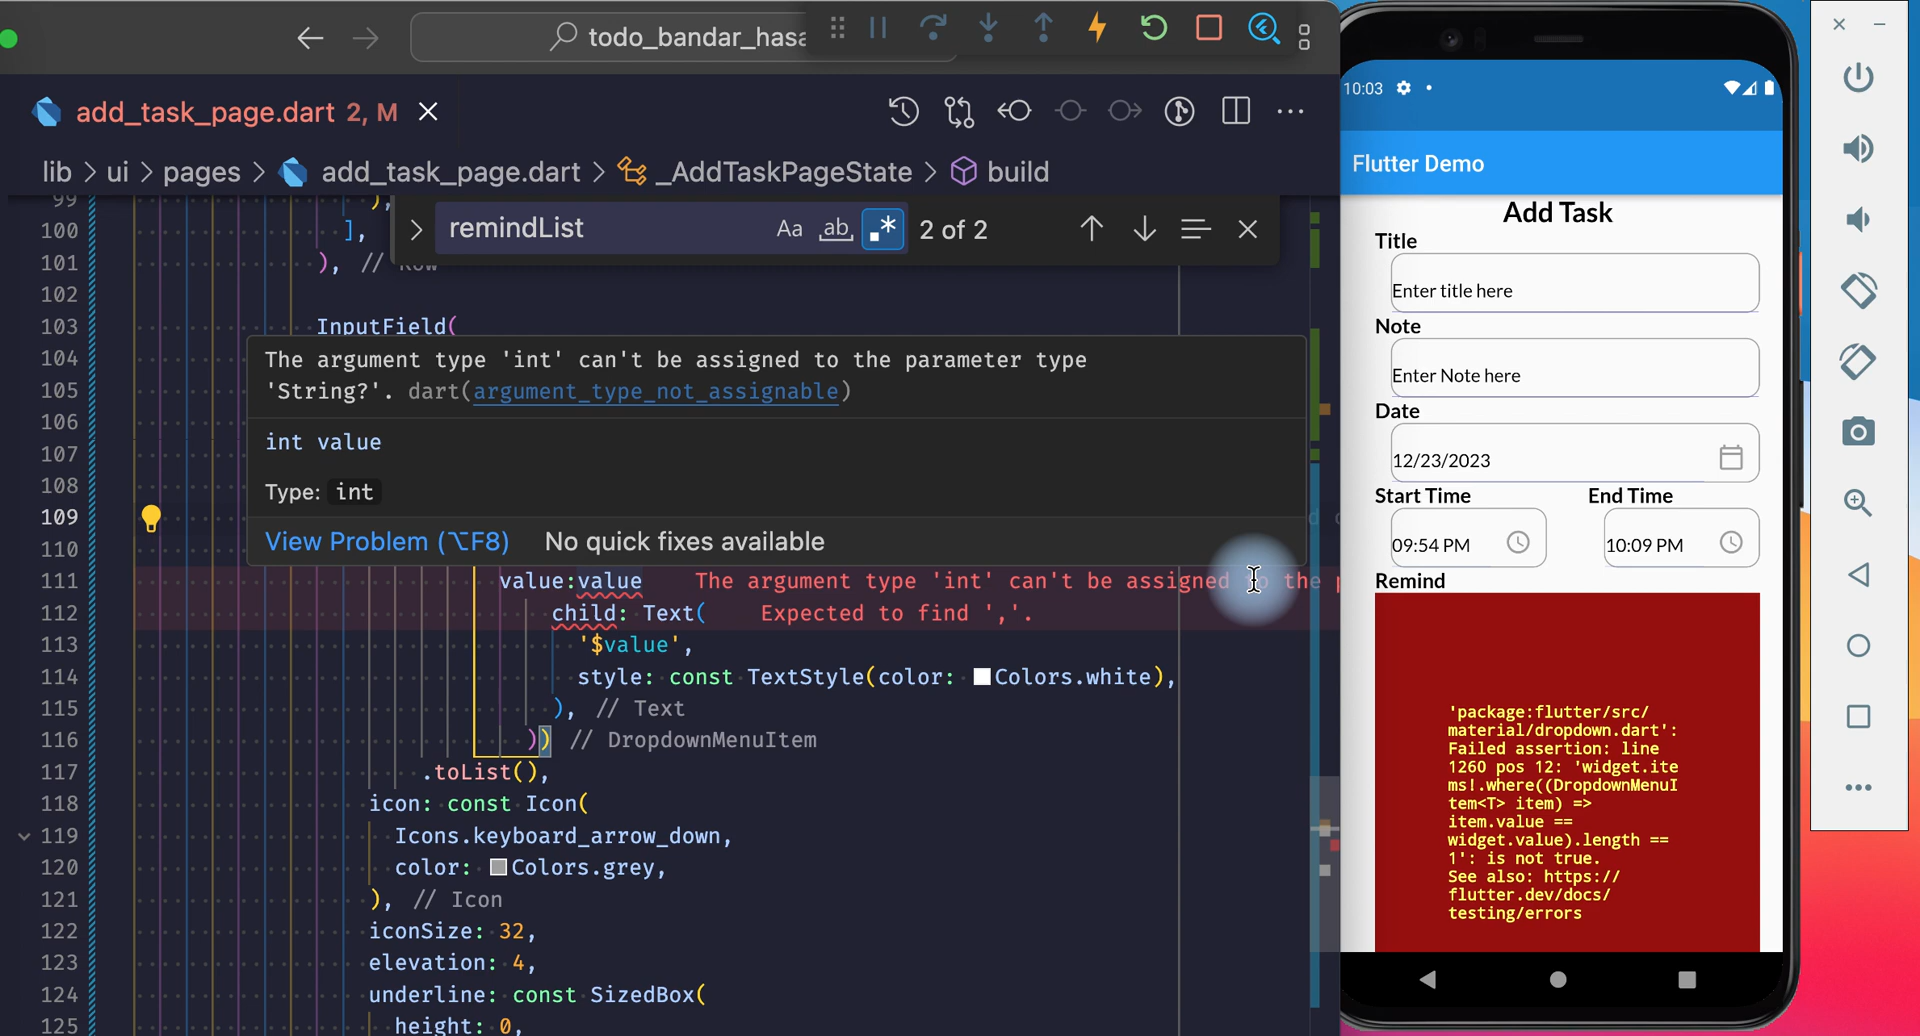 todo_bandar_hasa
add_task_page.dart 2, M
lib > ui > pages > add_task_page.dart > _AddTaskPageState > build
remindList Aa ab 2 of 2
99 ),
100 ],
101 ), // Row
102
103 InputField(
104
105
106
107
108
109
110
The argument type 'int' can't be assigned to the parameter type
'String?'. dart(argument_type_not_assignable)
int value
Type: int
View Problem (⌥F8) No quick fixes available
111 value:value The argument type 'int' can't be assigned to the
112 child: Text( Expected to find ','.
113 '$value',
114 style: const TextStyle(color: Colors.white),
115 ), // Text
116 )) // DropdownMenuItem
117 .toList(),
118 icon: const Icon(
119 Icons.keyboard_arrow_down,
120 color: Colors.grey,
121 ), // Icon
122 iconSize: 32,
123 elevation: 4,
124 underline: const SizedBox(
125 height: 0,
10:03
Flutter Demo
Add Task
Title
Enter title here
Note
Enter Note here
Date
12/23/2023
Start Time End Time
09:54 PM 10:09 PM
Remind
'package:flutter/src/
material/dropdown.dart':
Failed assertion: line
1260 pos 12: 'widget.ite
ms!.where((DropdownMenuI
tem<T> item) =>
item.value ==
widget.value).length ==
1': is not true.
See also: https://
flutter.dev/docs/
testing/errors